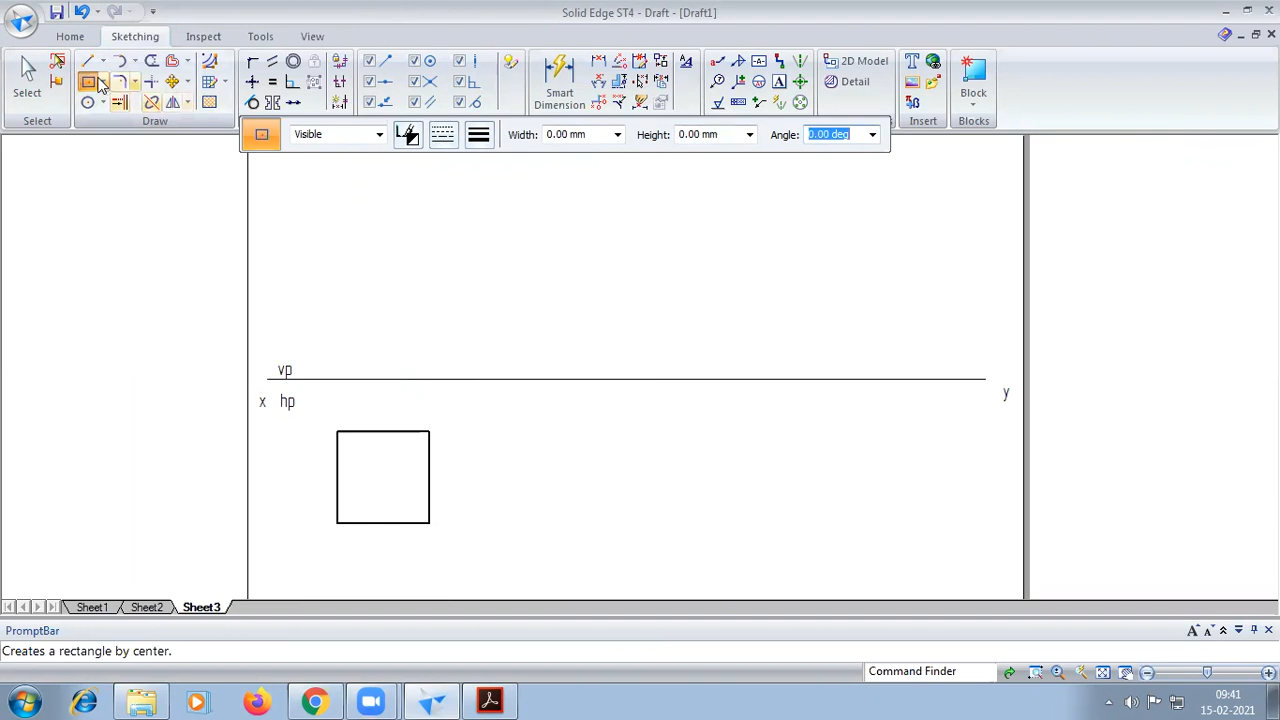 Solid Edge ST4 - Draft - [Draft1]
Home Sketching Inspect Tools View
Select
Smart Dimension
2D Model
Detail
Block
Select Draw Insert Blocks
Visible Width: 0.00 mm Height: 0.00 mm Angle: 0.00 deg
vp
x hp y
Sheet1 Sheet2 Sheet3
PromptBar
Creates a rectangle by center.
Command Finder
09:41
15-02-2021